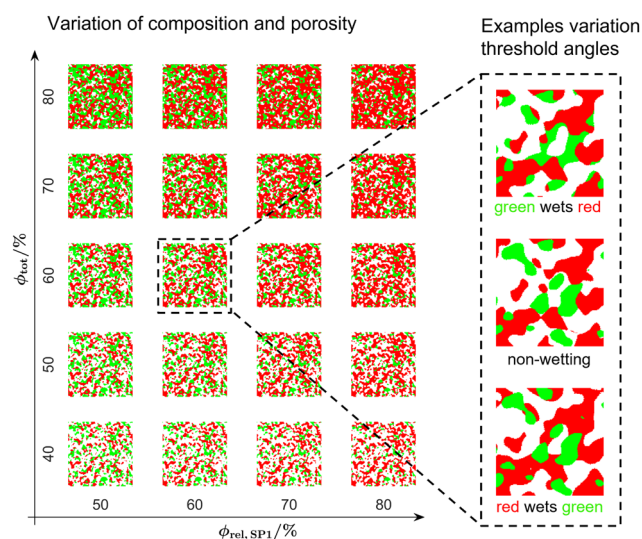 Variation of composition and porosity
Examples variation
threshold angles
80
70
60
50
40
ϕtot/%
50 60 70 80
ϕrel, SP1/%
green wets red
non-wetting
red wets green